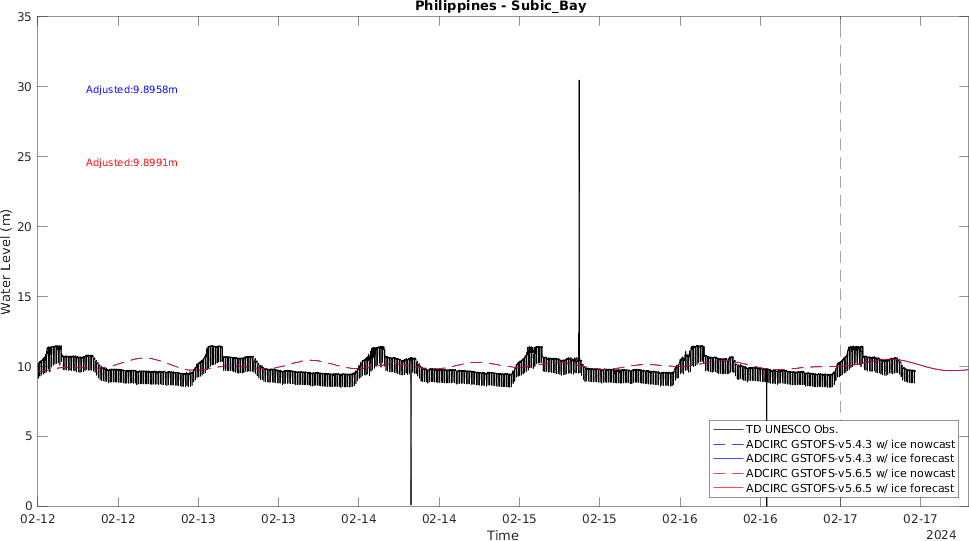 Philippines - Subic_Bay
35
30
25
20
15
10
5
0
Water Level (m)
Adjusted:9.8958m
Adjusted:9.8991m
TD UNESCO Obs.
ADCIRC GSTOFS-v5.4.3 w/ ice nowcast
ADCIRC GSTOFS-v5.4.3 w/ ice forecast
ADCIRC GSTOFS-v5.6.5 w/ ice nowcast
ADCIRC GSTOFS-v5.6.5 w/ ice forecast
02-12 02-12 02-13 02-13 02-14 02-14 02-15 02-15 02-16 02-16 02-17 02-17
Time
2024